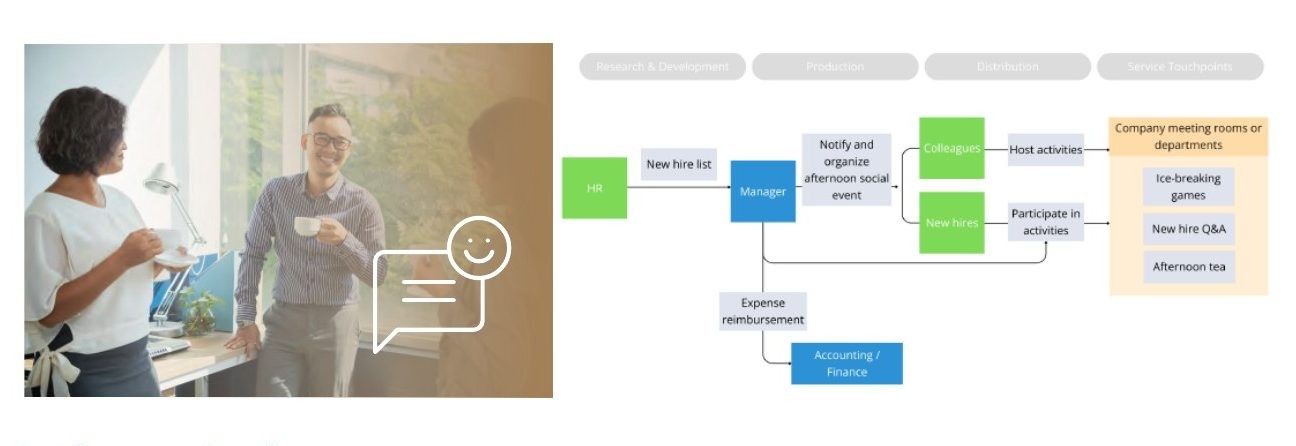 Research & Development
Production
Distribution
Service Touchpoints
HR
New hire list
Manager
Notify and
organize
afternoon social
event
Colleagues
New hires
Host activities
Participate in
activities
Company meeting rooms or
departments
Ice-breaking
games
New hire Q&A
Afternoon tea
Expense
reimbursement
Accounting /
Finance